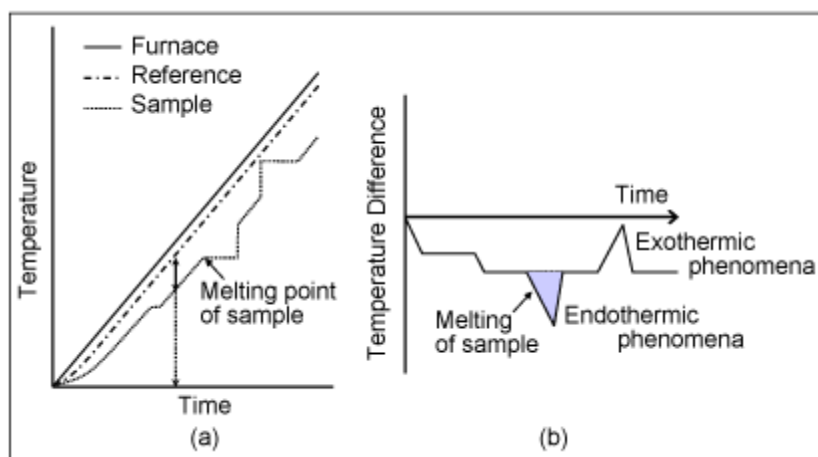 Furnace
Reference
Sample
Temperature
Melting point
of sample
Time
(a)
Temperature Difference
Time
Exothermic
phenomena
Melting
of sample
Endothermic
phenomena
(b)